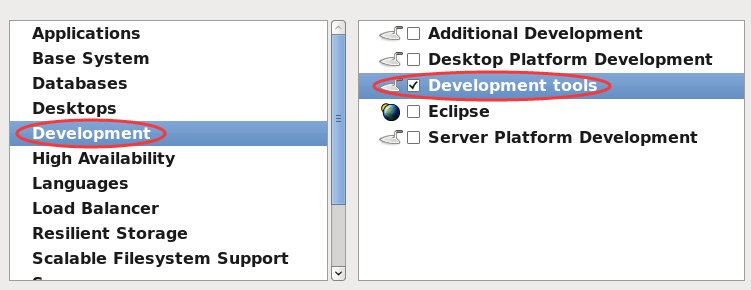 Applications
Base System
Databases
Desktops
Development
High Availability
Languages
Load Balancer
Resilient Storage
Scalable Filesystem Support
Additional Development
Desktop Platform Development
Development tools
Eclipse
Server Platform Development